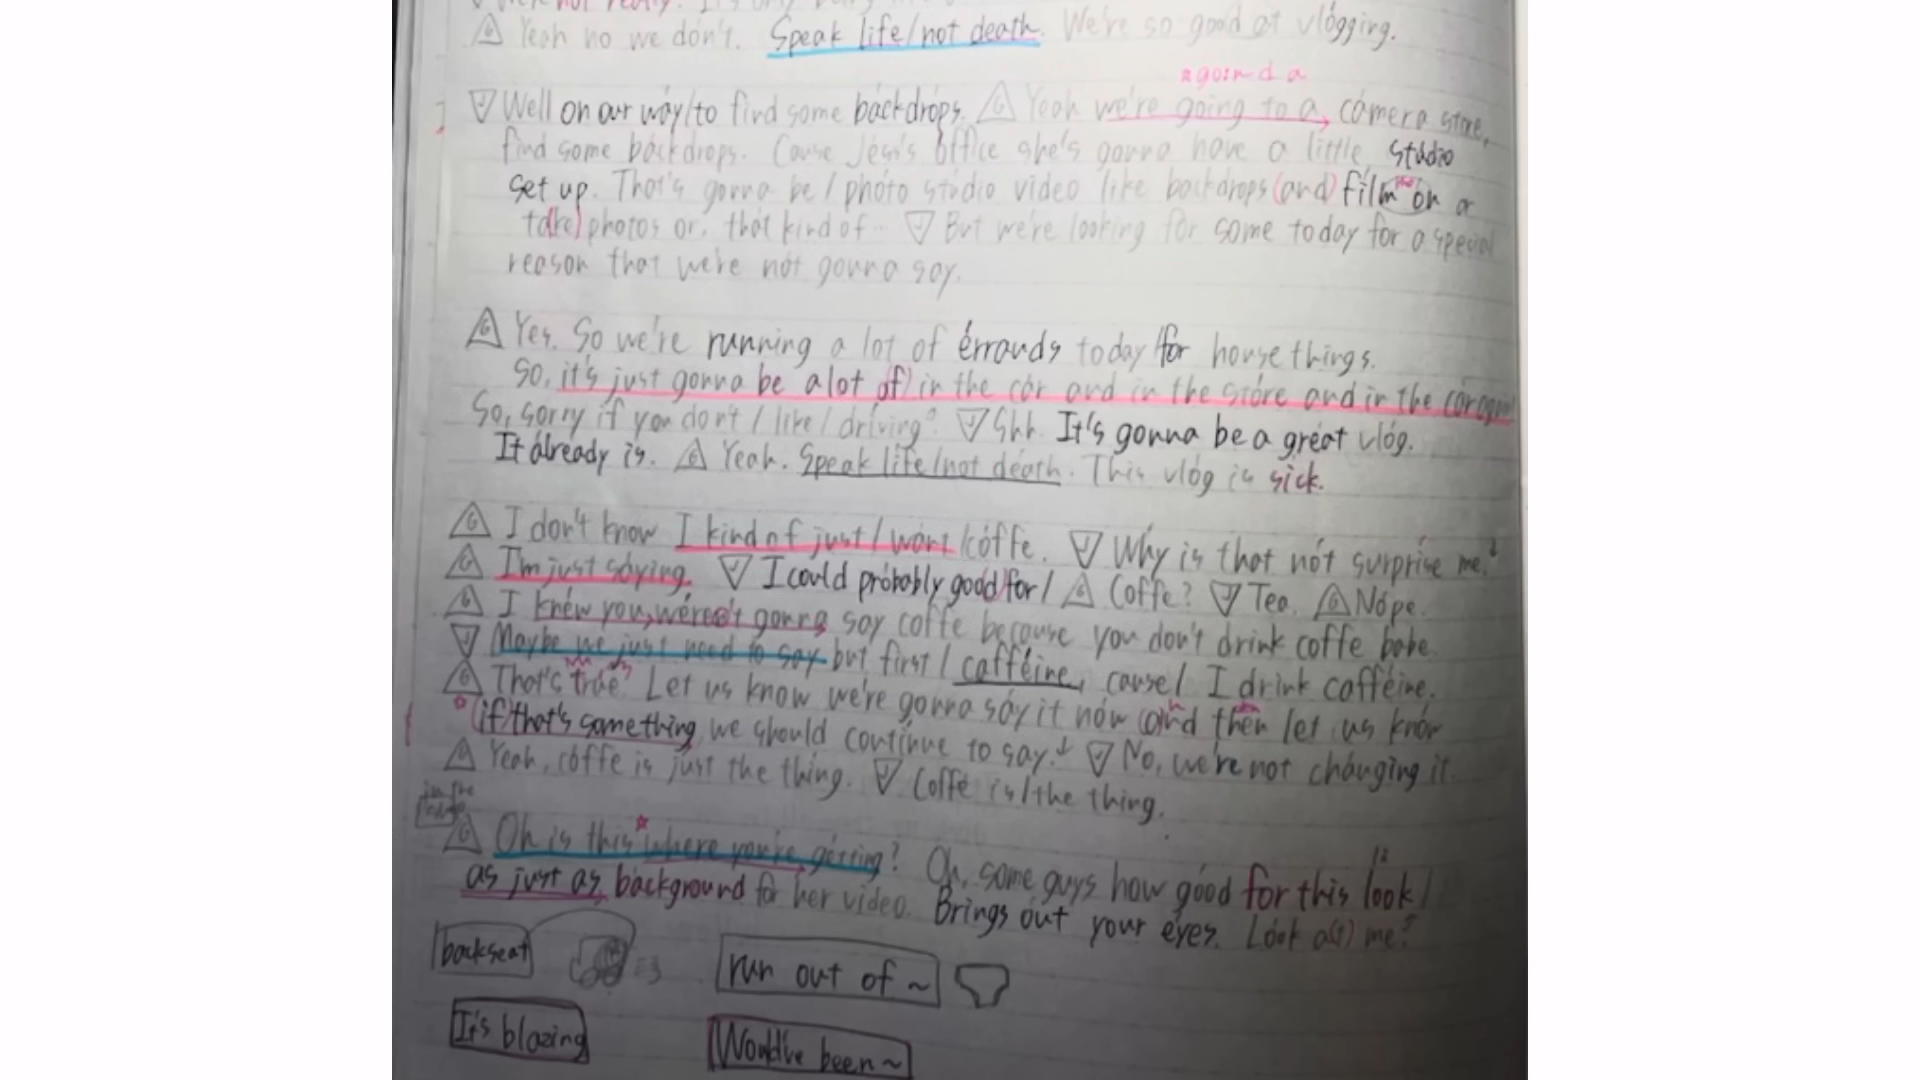 not really. It's only
G Yeah no we don't. Speak life/not death. We're so good at vlogging.
agoin d a
J Well on our way/to find some backdrops. G Yeah we're going to a, camera store,
find some backdrops. Cause Jess's office she's gonna have a little studio
set up. That's gonna be / photo studio video like backdrops (and) film on a
take) photos or, that kind of.. J But we're looking for some today for a special
reason that we're not gonna say.
G Yes. So we're running a lot of errands today/for house things.
So, it's just gonna be a lot of) in the car and in the store and in the car again
So, sorry if you don't / like / driving? J Shh. It's gonna be a great vlog.
It already is. G Yeah. Speak life/not death. This vlog is sick.
G I don't know I kind of just / want /coffe. J Why is that not surprise me?
G I'm just saying. J I could probably good for / G Coffe? J Tea. G Nope.
G I knew you weren't gonna say coffe because you don't drink coffe babe.
J Maybe we just need to say but first / caffeine, cause / I drink caffeine.
G That's true Let us know we're gonna say it now (and then let us know
(if that's something we should continue to say? J No, we're not changing it.
G Yeah, coffe is just the thing. J Coffe is/the thing.
in the
G Oh is this where you're getting? Oh, some guys how good for this look /
as just as, background for her video. Brings out your eyes. Look a(t) me?
backseat
run out of ~
It's blazing
Would've been ~